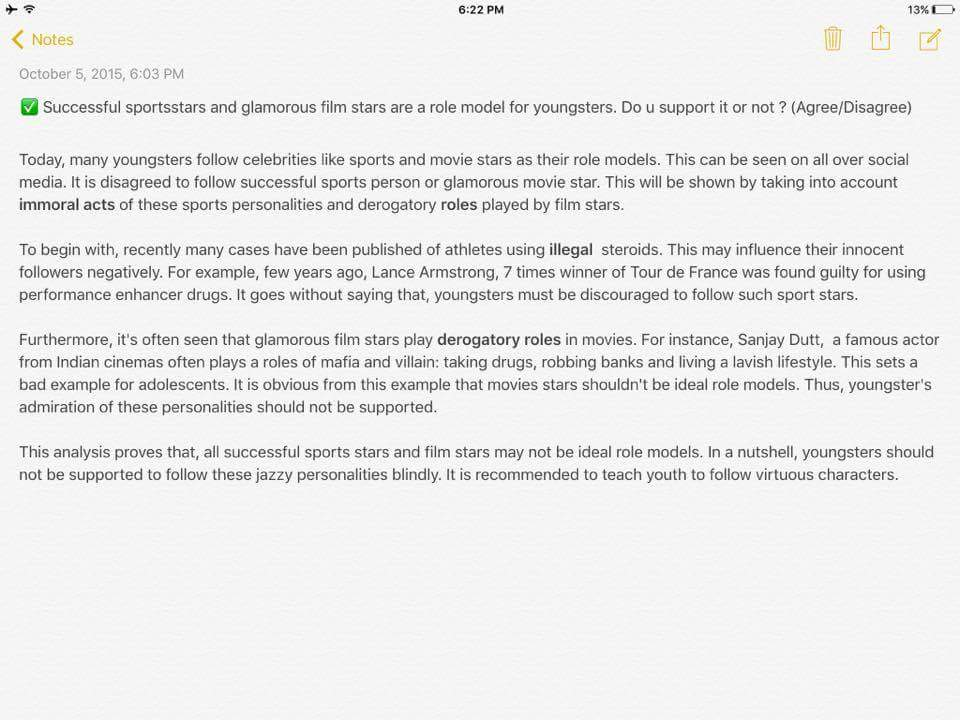 6:22 PM
13%
Notes
October 5, 2015, 6:03 PM
✅ Successful sportsstars and glamorous film stars are a role model for youngsters. Do u support it or not ? (Agree/Disagree)
Today, many youngsters follow celebrities like sports and movie stars as their role models. This can be seen on all over social
media. It is disagreed to follow successful sports person or glamorous movie star. This will be shown by taking into account
immoral acts of these sports personalities and derogatory roles played by film stars.
To begin with, recently many cases have been published of athletes using illegal  steroids. This may influence their innocent
followers negatively. For example, few years ago, Lance Armstrong, 7 times winner of Tour de France was found guilty for using
performance enhancer drugs. It goes without saying that, youngsters must be discouraged to follow such sport stars.
Furthermore, it's often seen that glamorous film stars play derogatory roles in movies. For instance, Sanjay Dutt,  a famous actor
from Indian cinemas often plays a roles of mafia and villain: taking drugs, robbing banks and living a lavish lifestyle. This sets a
bad example for adolescents. It is obvious from this example that movies stars shouldn't be ideal role models. Thus, youngster's
admiration of these personalities should not be supported.
This analysis proves that, all successful sports stars and film stars may not be ideal role models. In a nutshell, youngsters should
not be supported to follow these jazzy personalities blindly. It is recommended to teach youth to follow virtuous characters.